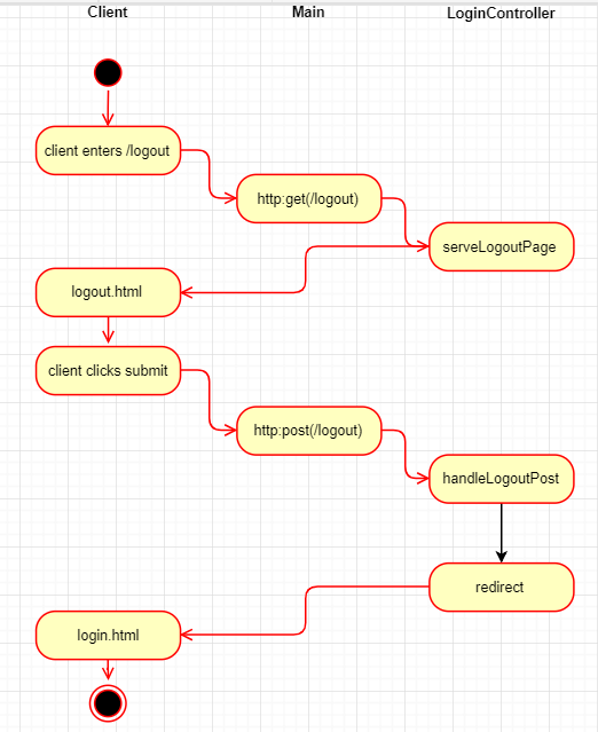 Client Main LoginController
client enters /logout
http:get(/logout)
serveLogoutPage
logout.html
client clicks submit
http:post(/logout)
handleLogoutPost
redirect
login.html